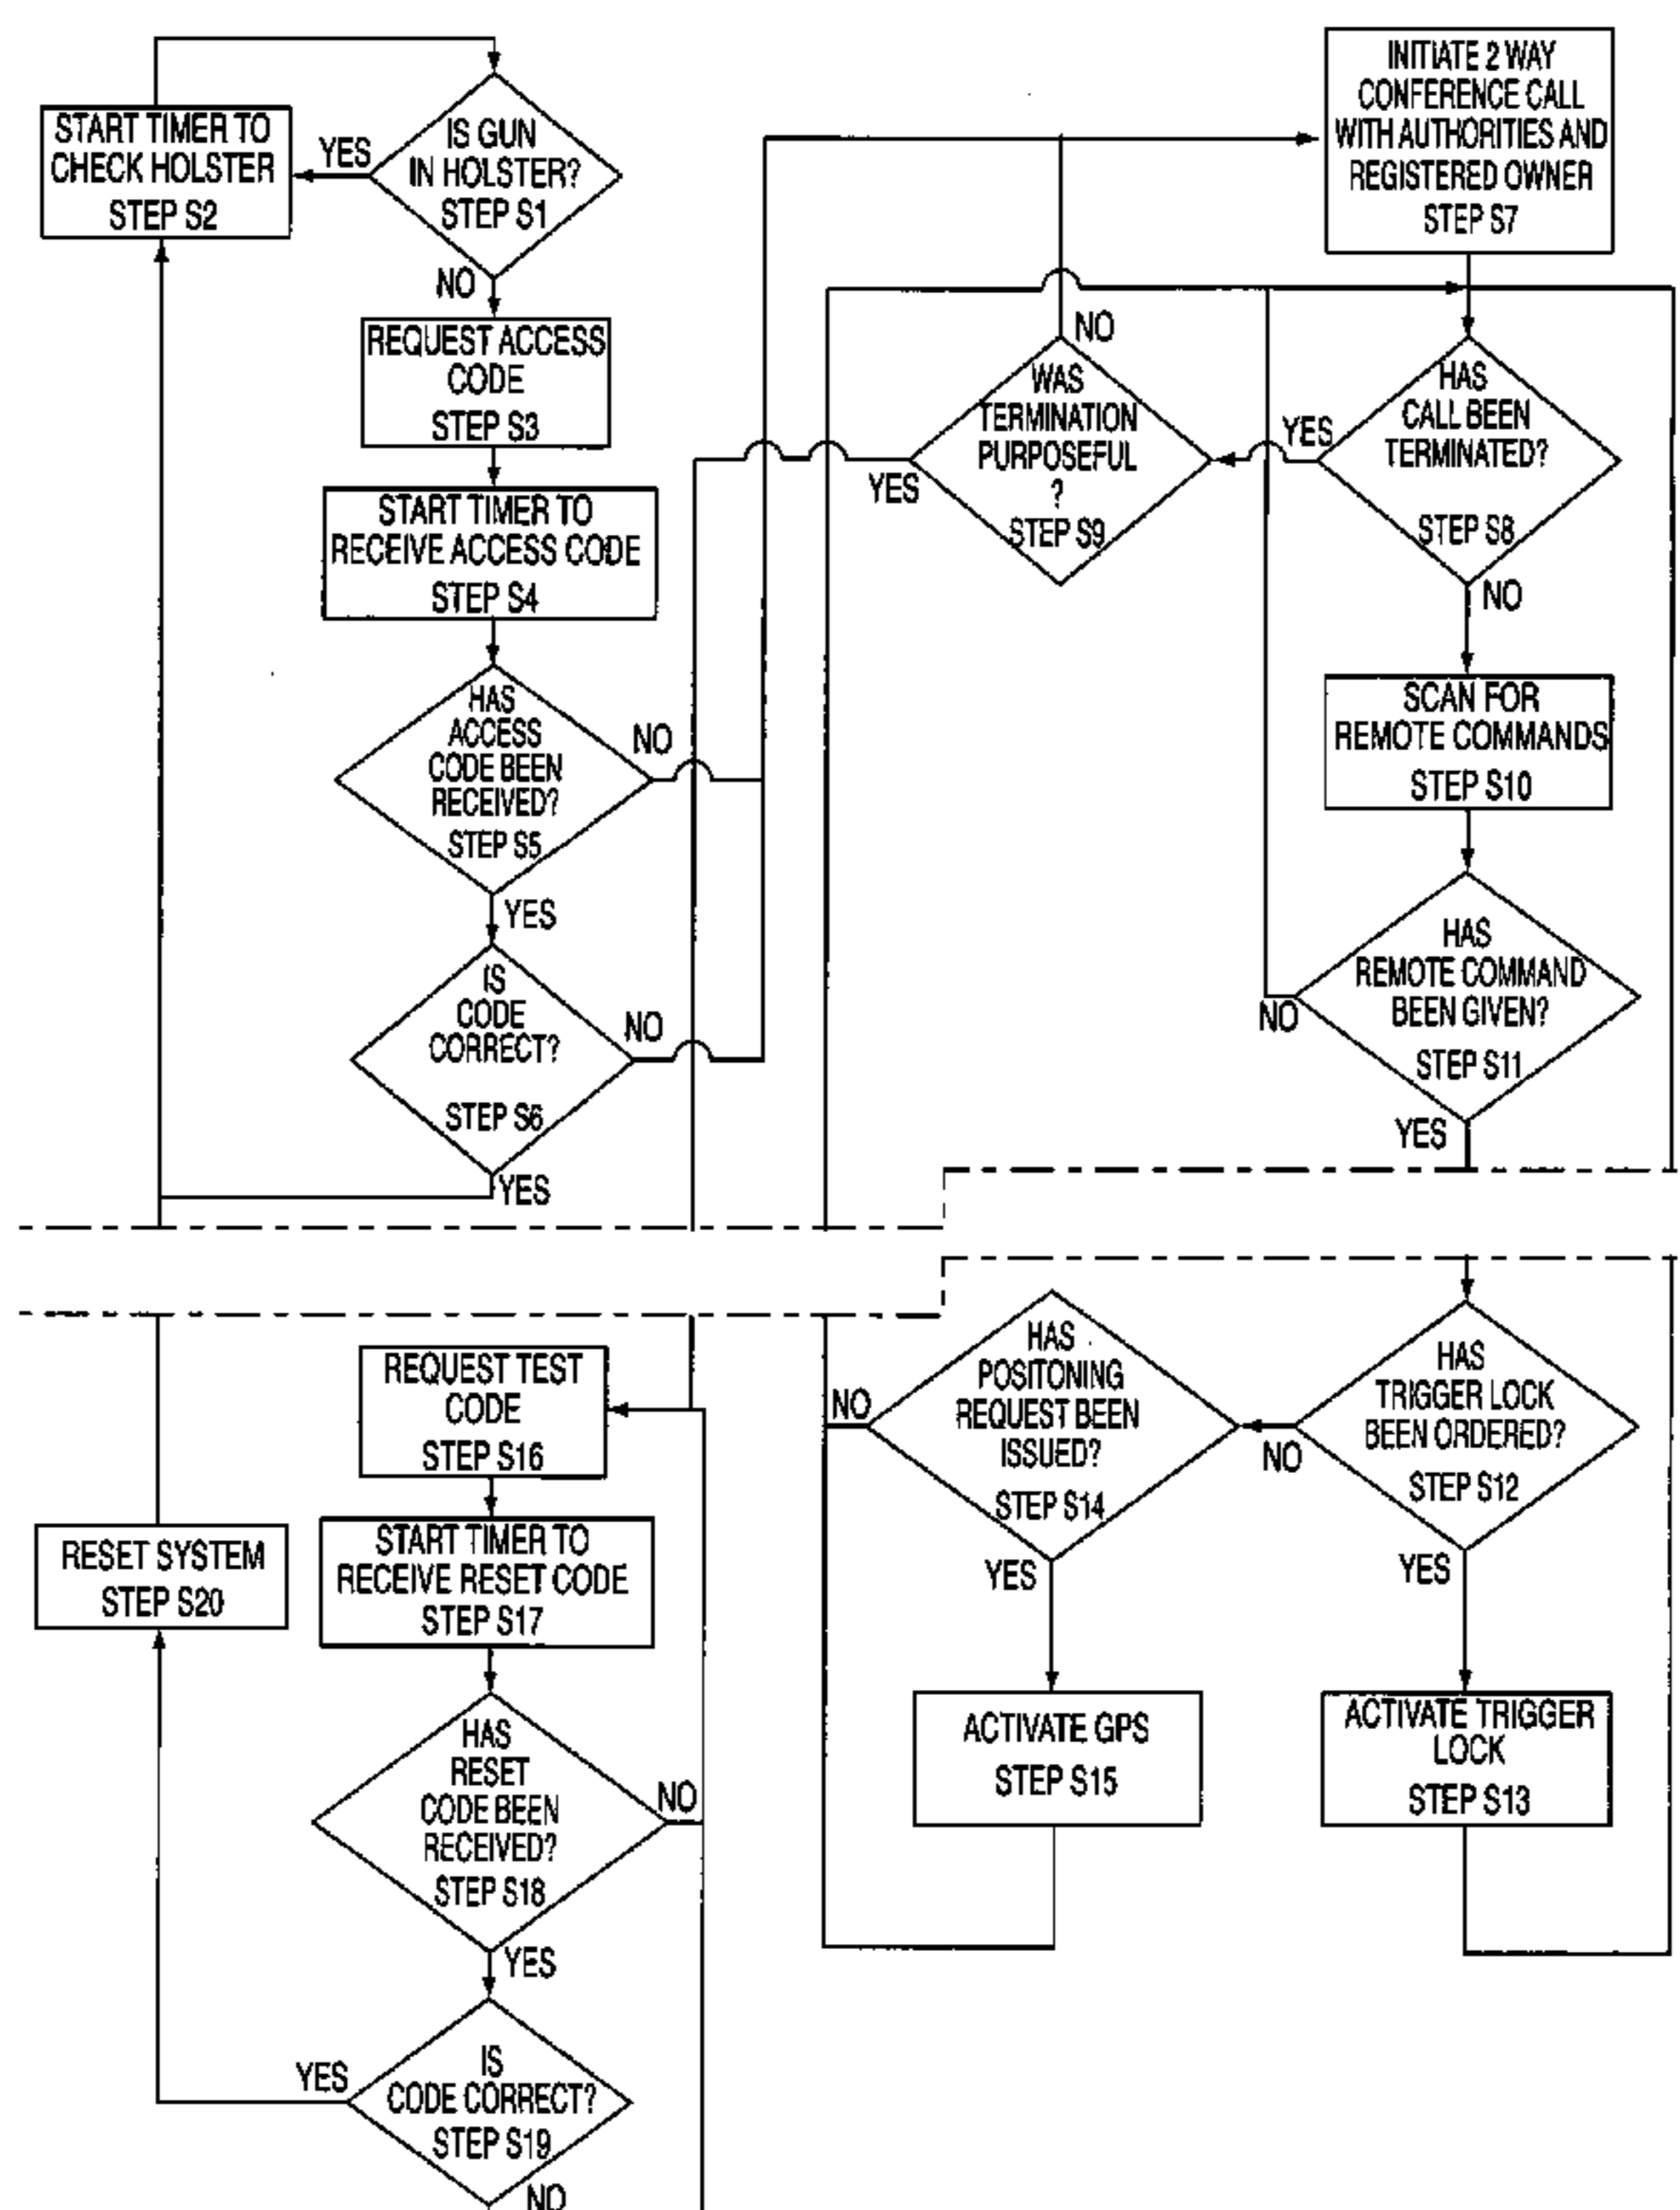 START TIMER TO
CHECK HOLSTER
STEP S2
YES
IS GUN
IN HOLSTER?
STEP S1
NO
REQUEST ACCESS
CODE
STEP S3
START TIMER TO
RECEIVE ACCESS CODE
STEP S4
HAS
ACCESS
CODE BEEN
RECEIVED?
STEP S5
NO
YES
IS
CODE
CORRECT?
STEP S6
NO
YES
INITIATE 2 WAY
CONFERENCE CALL
WITH AUTHORITIES AND
REGISTERED OWNER
STEP S7
NO
WAS
TERMINATION
PURPOSEFUL
?
STEP S9
YES
YES
HAS
CALL BEEN
TERMINATED?
STEP S8
NO
SCAN FOR
REMOTE COMMANDS
STEP S10
HAS
REMOTE COMMAND
BEEN GIVEN?
STEP S11
NO
YES
REQUEST TEST
CODE
STEP S16
START TIMER TO
RECEIVE RESET CODE
STEP S17
RESET SYSTEM
STEP S20
HAS
RESET
CODE BEEN
RECEIVED?
STEP S18
NO
YES
IS
CODE CORRECT?
STEP S19
YES
NO
HAS
POSITONING
REQUEST BEEN
ISSUED?
STEP S14
NO
YES
HAS
TRIGGER LOCK
BEEN ORDERED?
STEP S12
NO
YES
ACTIVATE GPS
STEP S15
ACTIVATE TRIGGER
LOCK
STEP S13